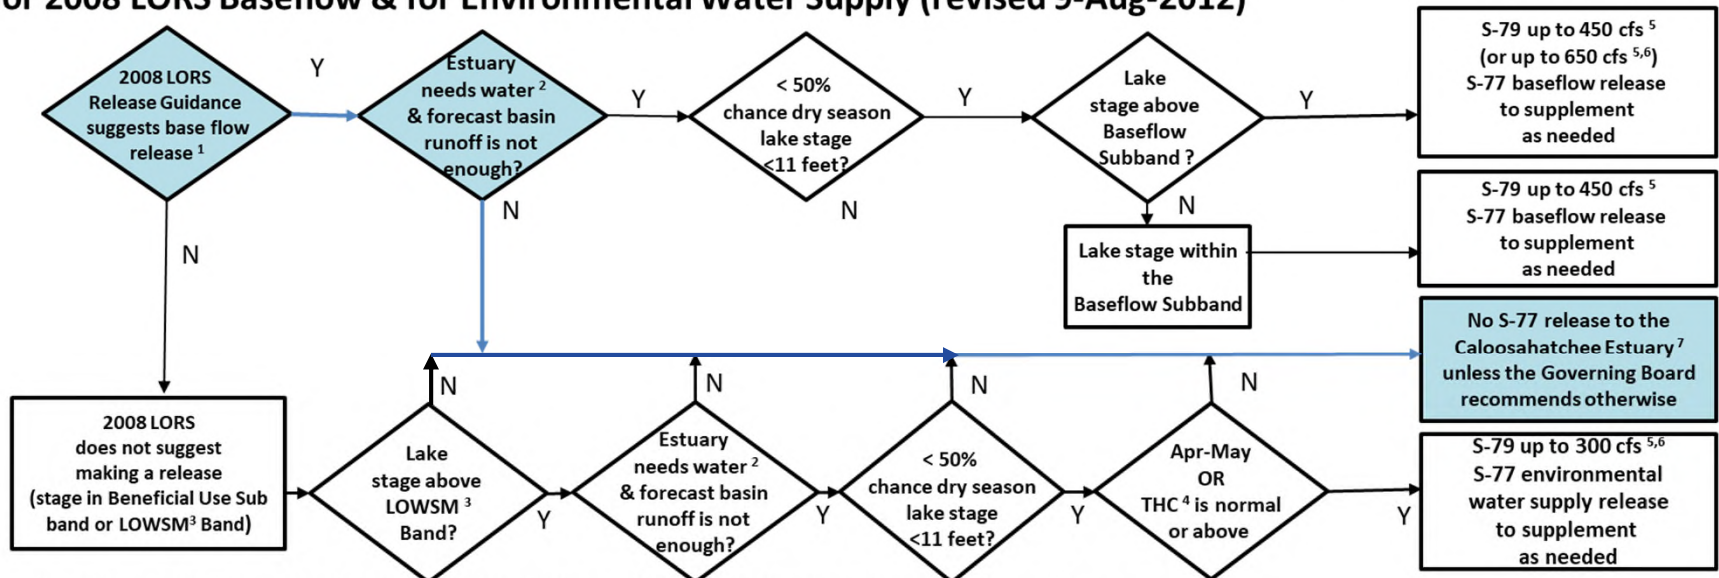 or 2008 LORS Baseflow & for Environmental Water Supply (revised 9-Aug-2012)
2008 LORS
Release Guidance
suggests base flow
release 1
Y
N
Estuary
needs water 2
& forecast basin
runoff is not
enough?
Y
N
< 50%
chance dry season
lake stage
<11 feet?
Y
N
Lake
stage above
Baseflow
Subband ?
Y
N
S-79 up to 450 cfs 5
(or up to 650 cfs 5,6)
S-77 baseflow release
to supplement
as needed
Lake stage within
the
Baseflow Subband
S-79 up to 450 cfs 5
S-77 baseflow release
to supplement
as needed
No S-77 release to the
Caloosahatchee Estuary 7
unless the Governing Board
recommends otherwise
2008 LORS
does not suggest
making a release
(stage in Beneficial Use Sub
band or LOWSM3 Band)
Lake
stage above
LOWSM 3
Band?
N
Y
Estuary
needs water 2
& forecast basin
runoff is not
enough?
N
Y
< 50%
chance dry season
lake stage
<11 feet?
N
Y
Apr-May
OR
THC 4 is normal
or above
N
Y
S-79 up to 300 cfs 5,6
S-77 environmental
water supply release
to supplement
as needed